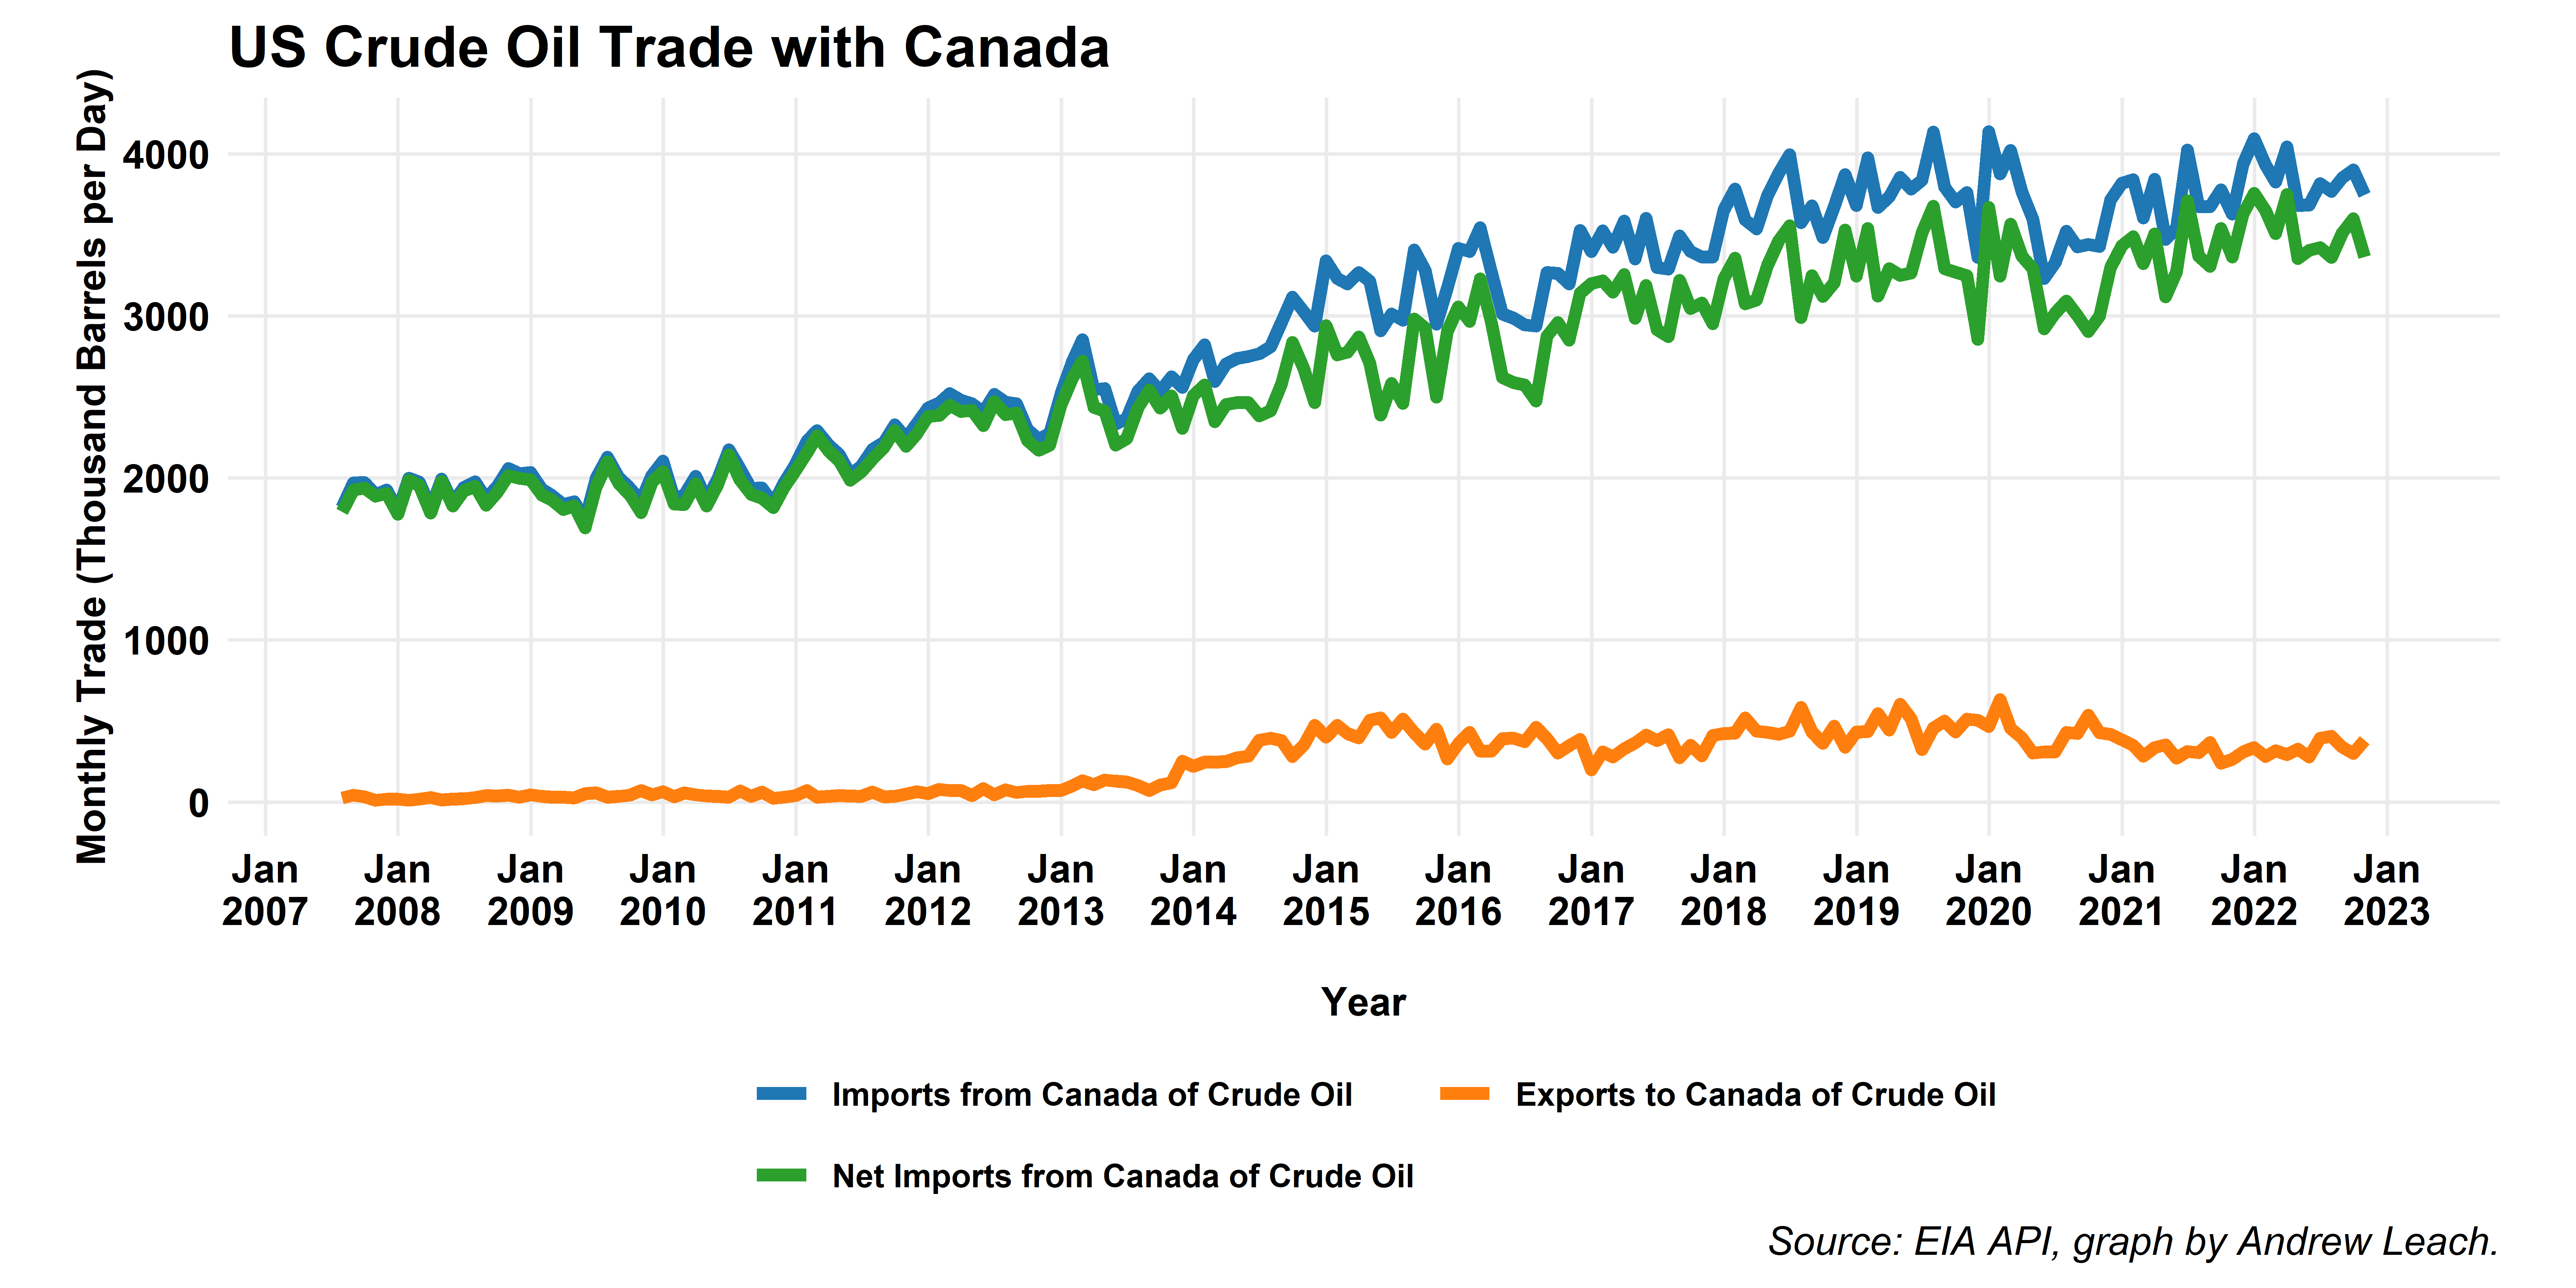 US Crude Oil Trade with Canada
Monthly Trade (Thousand Barrels per Day)
4000
3000
2000
1000
0
Jan Jan Jan Jan Jan Jan Jan Jan Jan Jan Jan Jan Jan Jan Jan Jan Jan
2007 2008 2009 2010 2011 2012 2013 2014 2015 2016 2017 2018 2019 2020 2021 2022 2023
Year
Imports from Canada of Crude Oil
Exports to Canada of Crude Oil
Net Imports from Canada of Crude Oil
Source: EIA API, graph by Andrew Leach.